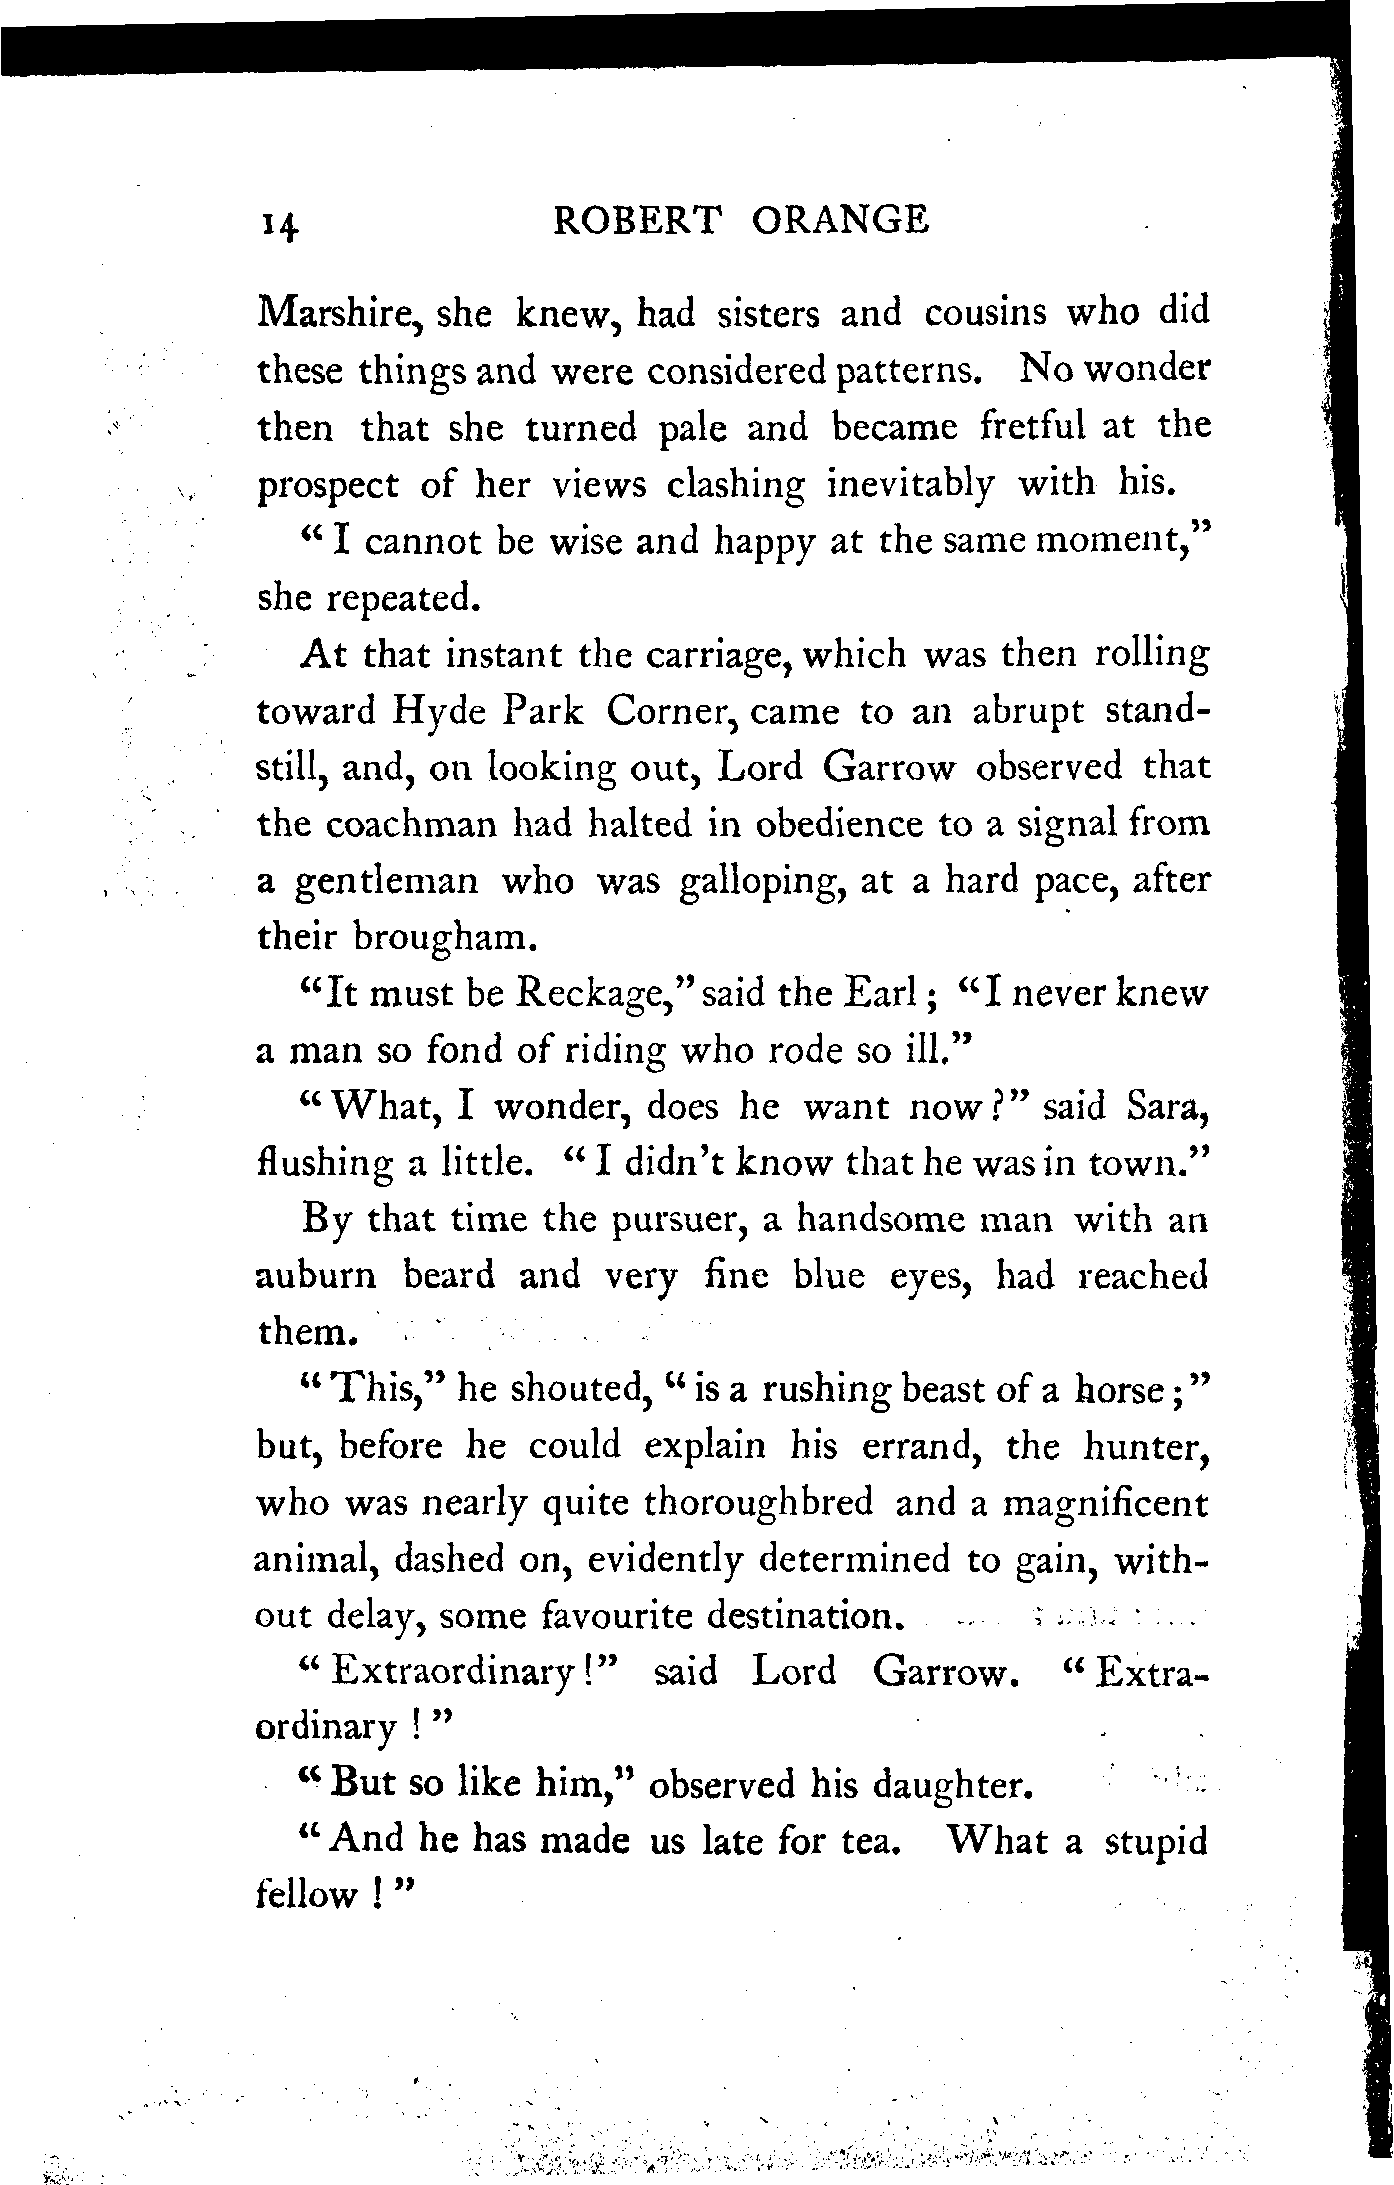 14 ROBERT ORANGE
Marshire, she knew, had sisters and cousins who did
these things and were considered patterns. No wonder
then that she turned pale and became fretful at the
prospect of her views clashing inevitably with his.
“I cannot be wise and happy at the same moment,”
she repeated.
At that instant the carriage, which was then rolling
toward Hyde Park Corner, came to an abrupt stand-
still, and, on looking out, Lord Garrow observed that
the coachman had halted in obedience to a signal from
a gentleman who was galloping, at a hard pace, after
their brougham.
“It must be Reckage,” said the Earl; “I never knew
a man so fond of riding who rode so ill.”
“What, I wonder, does he want now?” said Sara,
flushing a little. “I didn’t know that he was in town.”
By that time the pursuer, a handsome man with an
auburn beard and very fine blue eyes, had reached
them.
“This,” he shouted, “is a rushing beast of a horse;”
but, before he could explain his errand, the hunter,
who was nearly quite thoroughbred and a magnificent
animal, dashed on, evidently determined to gain, with-
out delay, some favourite destination.
“Extraordinary!” said Lord Garrow. “Extra-
ordinary!”
“But so like him,” observed his daughter.
“And he has made us late for tea. What a stupid
fellow!”